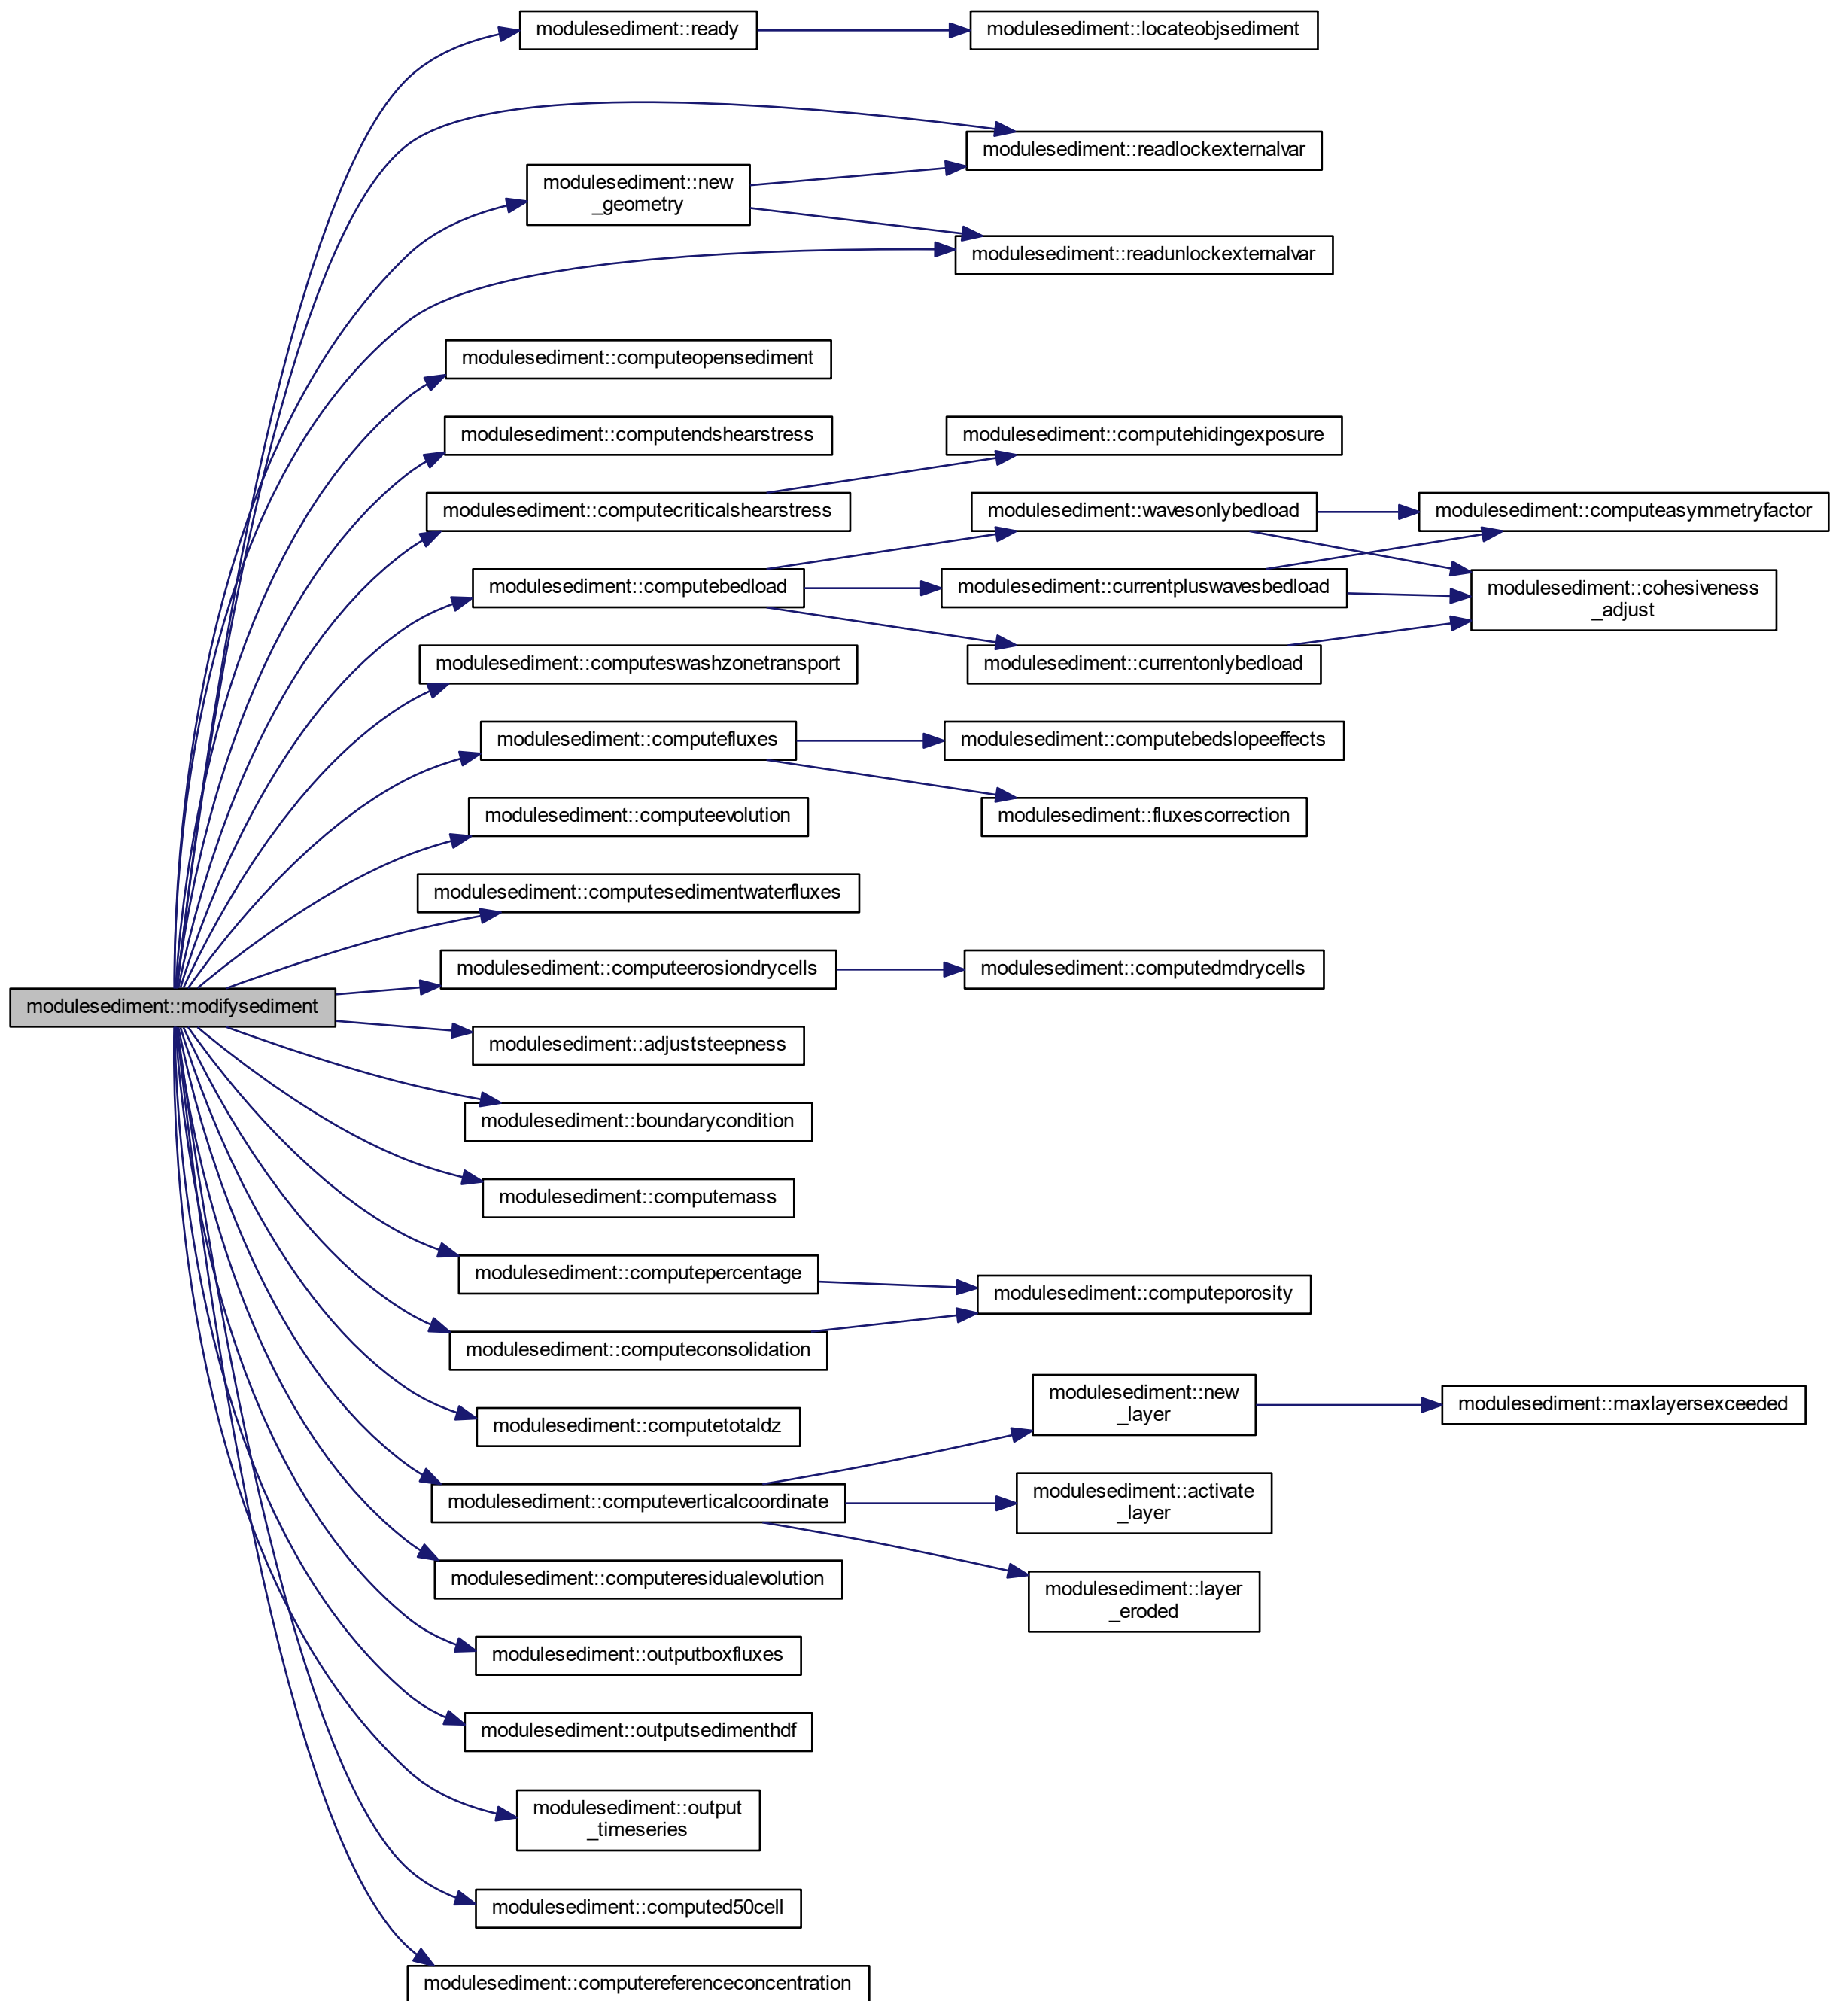 modulesediment::ready
modulesediment::locateobjsediment
modulesediment::readlockexternalvar
modulesediment::new
_geometry
modulesediment::readunlockexternalvar
modulesediment::computeopensediment
modulesediment::computendshearstress
modulesediment::computehidingexposure
modulesediment::computecriticalshearstress
modulesediment::wavesonlybedload
modulesediment::computeasymmetryfactor
modulesediment::computebedload
modulesediment::currentpluswavesbedload
modulesediment::cohesiveness
_adjust
modulesediment::computeswashzonetransport
modulesediment::currentonlybedload
modulesediment::computefluxes
modulesediment::computebedslopeeffects
modulesediment::computeevolution
modulesediment::fluxescorrection
modulesediment::computesedimentwaterfluxes
modulesediment::computeerosiondrycells
modulesediment::computedmdrycells
modulesediment::modifysediment
modulesediment::adjuststeepness
modulesediment::boundarycondition
modulesediment::computemass
modulesediment::computepercentage
modulesediment::computeporosity
modulesediment::computeconsolidation
modulesediment::new
_layer
modulesediment::maxlayersexceeded
modulesediment::computetotaldz
modulesediment::computeverticalcoordinate
modulesediment::activate
_layer
modulesediment::computeresidualevolution
modulesediment::layer
_eroded
modulesediment::outputboxfluxes
modulesediment::outputsedimenthdf
modulesediment::output
_timeseries
modulesediment::computed50cell
modulesediment::computereferenceconcentration